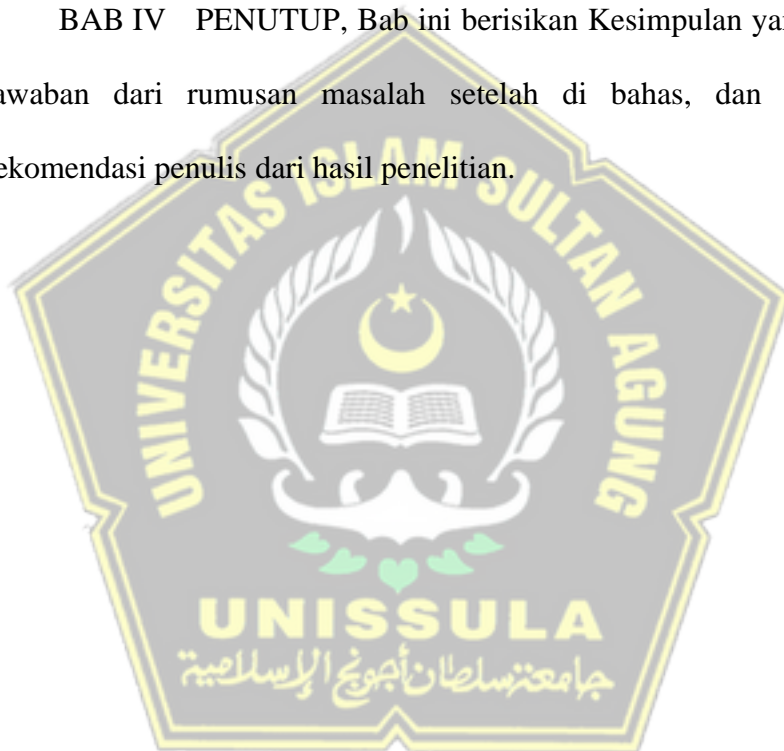 BAB IV PENUTUP, Bab ini berisikan Kesimpulan
awaban dari rumusan masalah setelah di bahas, dan
ekomendasi penulis dari hasil penelitian.
UNIVERSITAS ISLAM SULTAN AGUNG
UNISSULA
جامعة سلطان أجونج الإسلامية